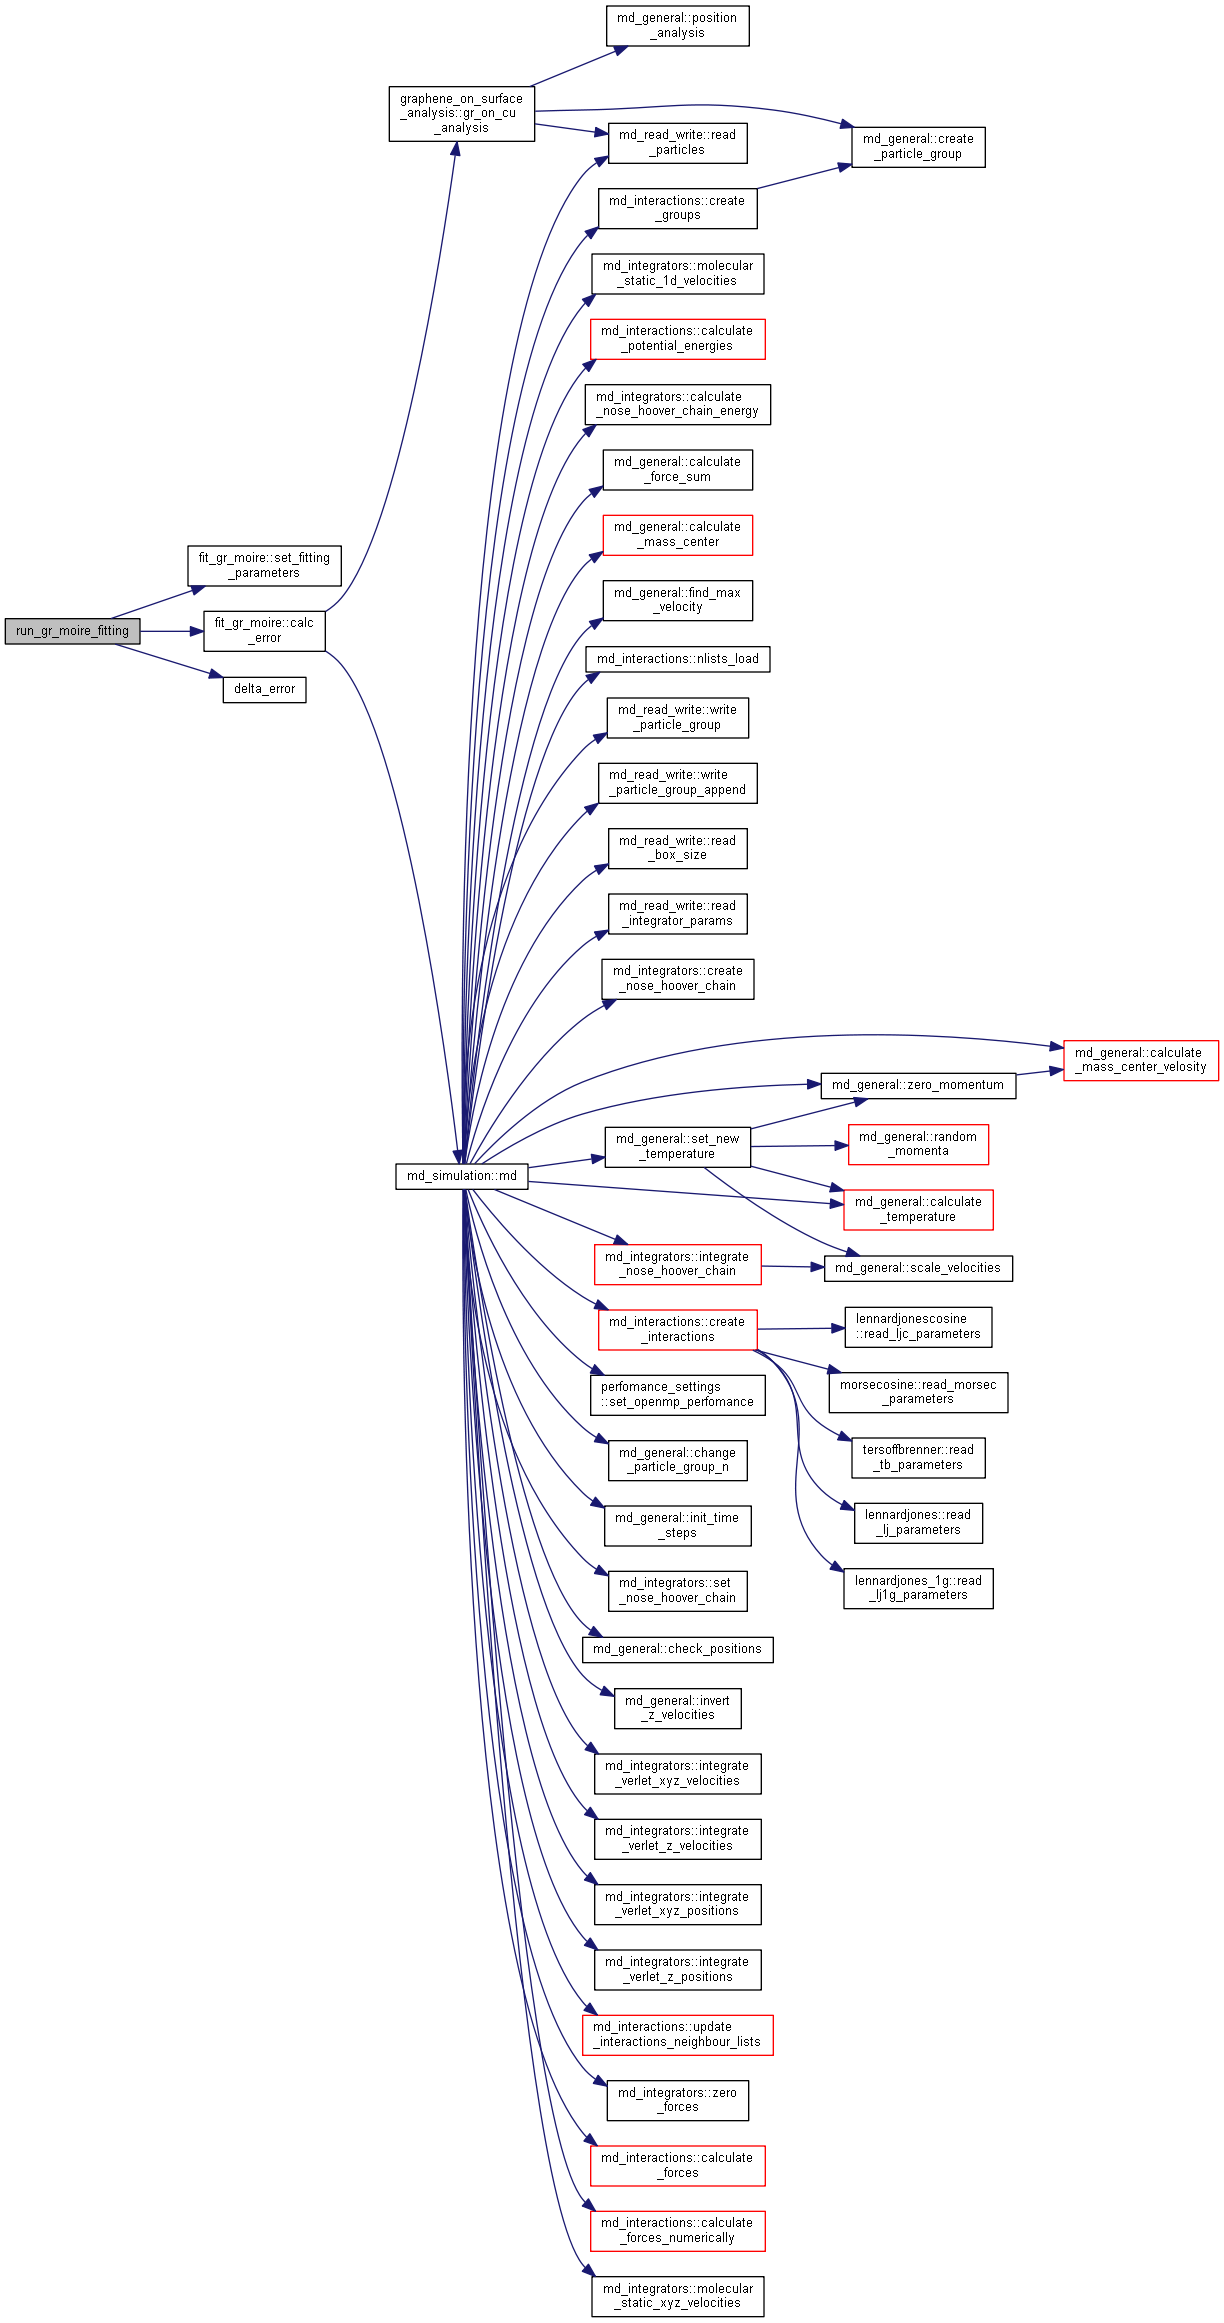 md_general::position
_analysis
graphene_on_surface
_analysis::gr_on_cu
_analysis
md_read_write::read
_particles
md_general::create
_particle_group
md_interactions::create
_groups
md_integrators::molecular
_static_1d_velocities
md_interactions::calculate
_potential_energies
md_integrators::calculate
_nose_hoover_chain_energy
md_general::calculate
_force_sum
md_general::calculate
_mass_center
fit_gr_moire::set_fitting
_parameters
md_general::find_max
_velocity
run_gr_moire_fitting
fit_gr_moire::calc
_error
md_interactions::nlists_load
delta_error
md_read_write::write
_particle_group
md_read_write::write
_particle_group_append
md_read_write::read
_box_size
md_read_write::read
_integrator_params
md_integrators::create
_nose_hoover_chain
md_general::calculate
_mass_center_velosity
md_general::zero_momentum
md_general::set_new
_temperature
md_general::random
_momenta
md_simulation::md
md_general::calculate
_temperature
md_integrators::integrate
_nose_hoover_chain
md_general::scale_velocities
md_interactions::create
_interactions
lennardjonescosine
::read_ljc_parameters
perfomance_settings
::set_openmp_perfomance
morsecosine::read_morsec
_parameters
md_general::change
_particle_group_n
tersoffbrenner::read
_tb_parameters
md_general::init_time
_steps
lennardjones::read
_lj_parameters
md_integrators::set
_nose_hoover_chain
lennardjones_1g::read
_lj1g_parameters
md_general::check_positions
md_general::invert
_z_velocities
md_integrators::integrate
_verlet_xyz_velocities
md_integrators::integrate
_verlet_z_velocities
md_integrators::integrate
_verlet_xyz_positions
md_integrators::integrate
_verlet_z_positions
md_interactions::update
_interactions_neighbour_lists
md_integrators::zero
_forces
md_interactions::calculate
_forces
md_interactions::calculate
_forces_numerically
md_integrators::molecular
_static_xyz_velocities